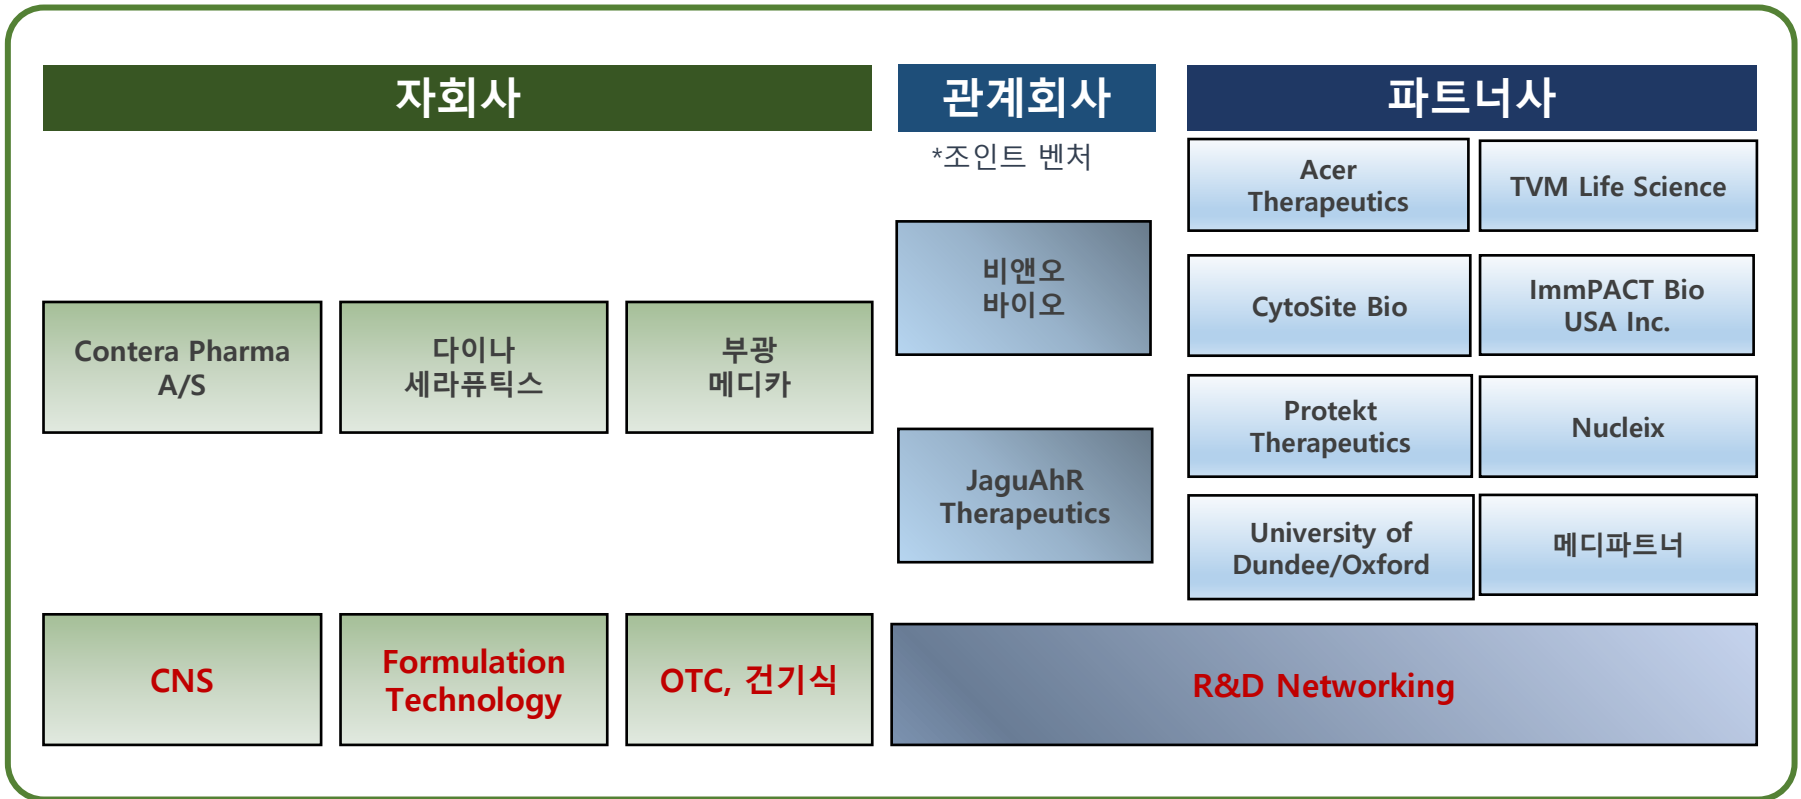 자회사
관계회사
파트너사
*조인트 벤처
Contera Pharma
A/S
다이나
세라퓨틱스
부광
메디카
비앤오
바이오
JaguAhR
Therapeutics
Acer
Therapeutics
TVM Life Science
CytoSite Bio
ImmPACT Bio
USA Inc.
Protekt
Therapeutics
Nucleix
University of
Dundee/Oxford
메디파트너
CNS
Formulation
Technology
OTC, 건기식
R&D Networking